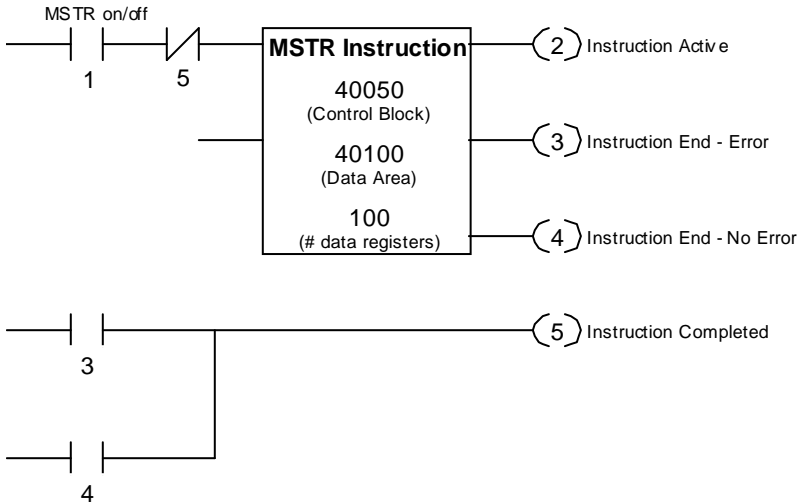 MSTR on/off
1
5
MSTR Instruction
40050
(Control Block)
40100
(Data Area)
100
(# data registers)
2 Instruction Active
3 Instruction End - Error
4 Instruction End - No Error
3
5 Instruction Completed
4